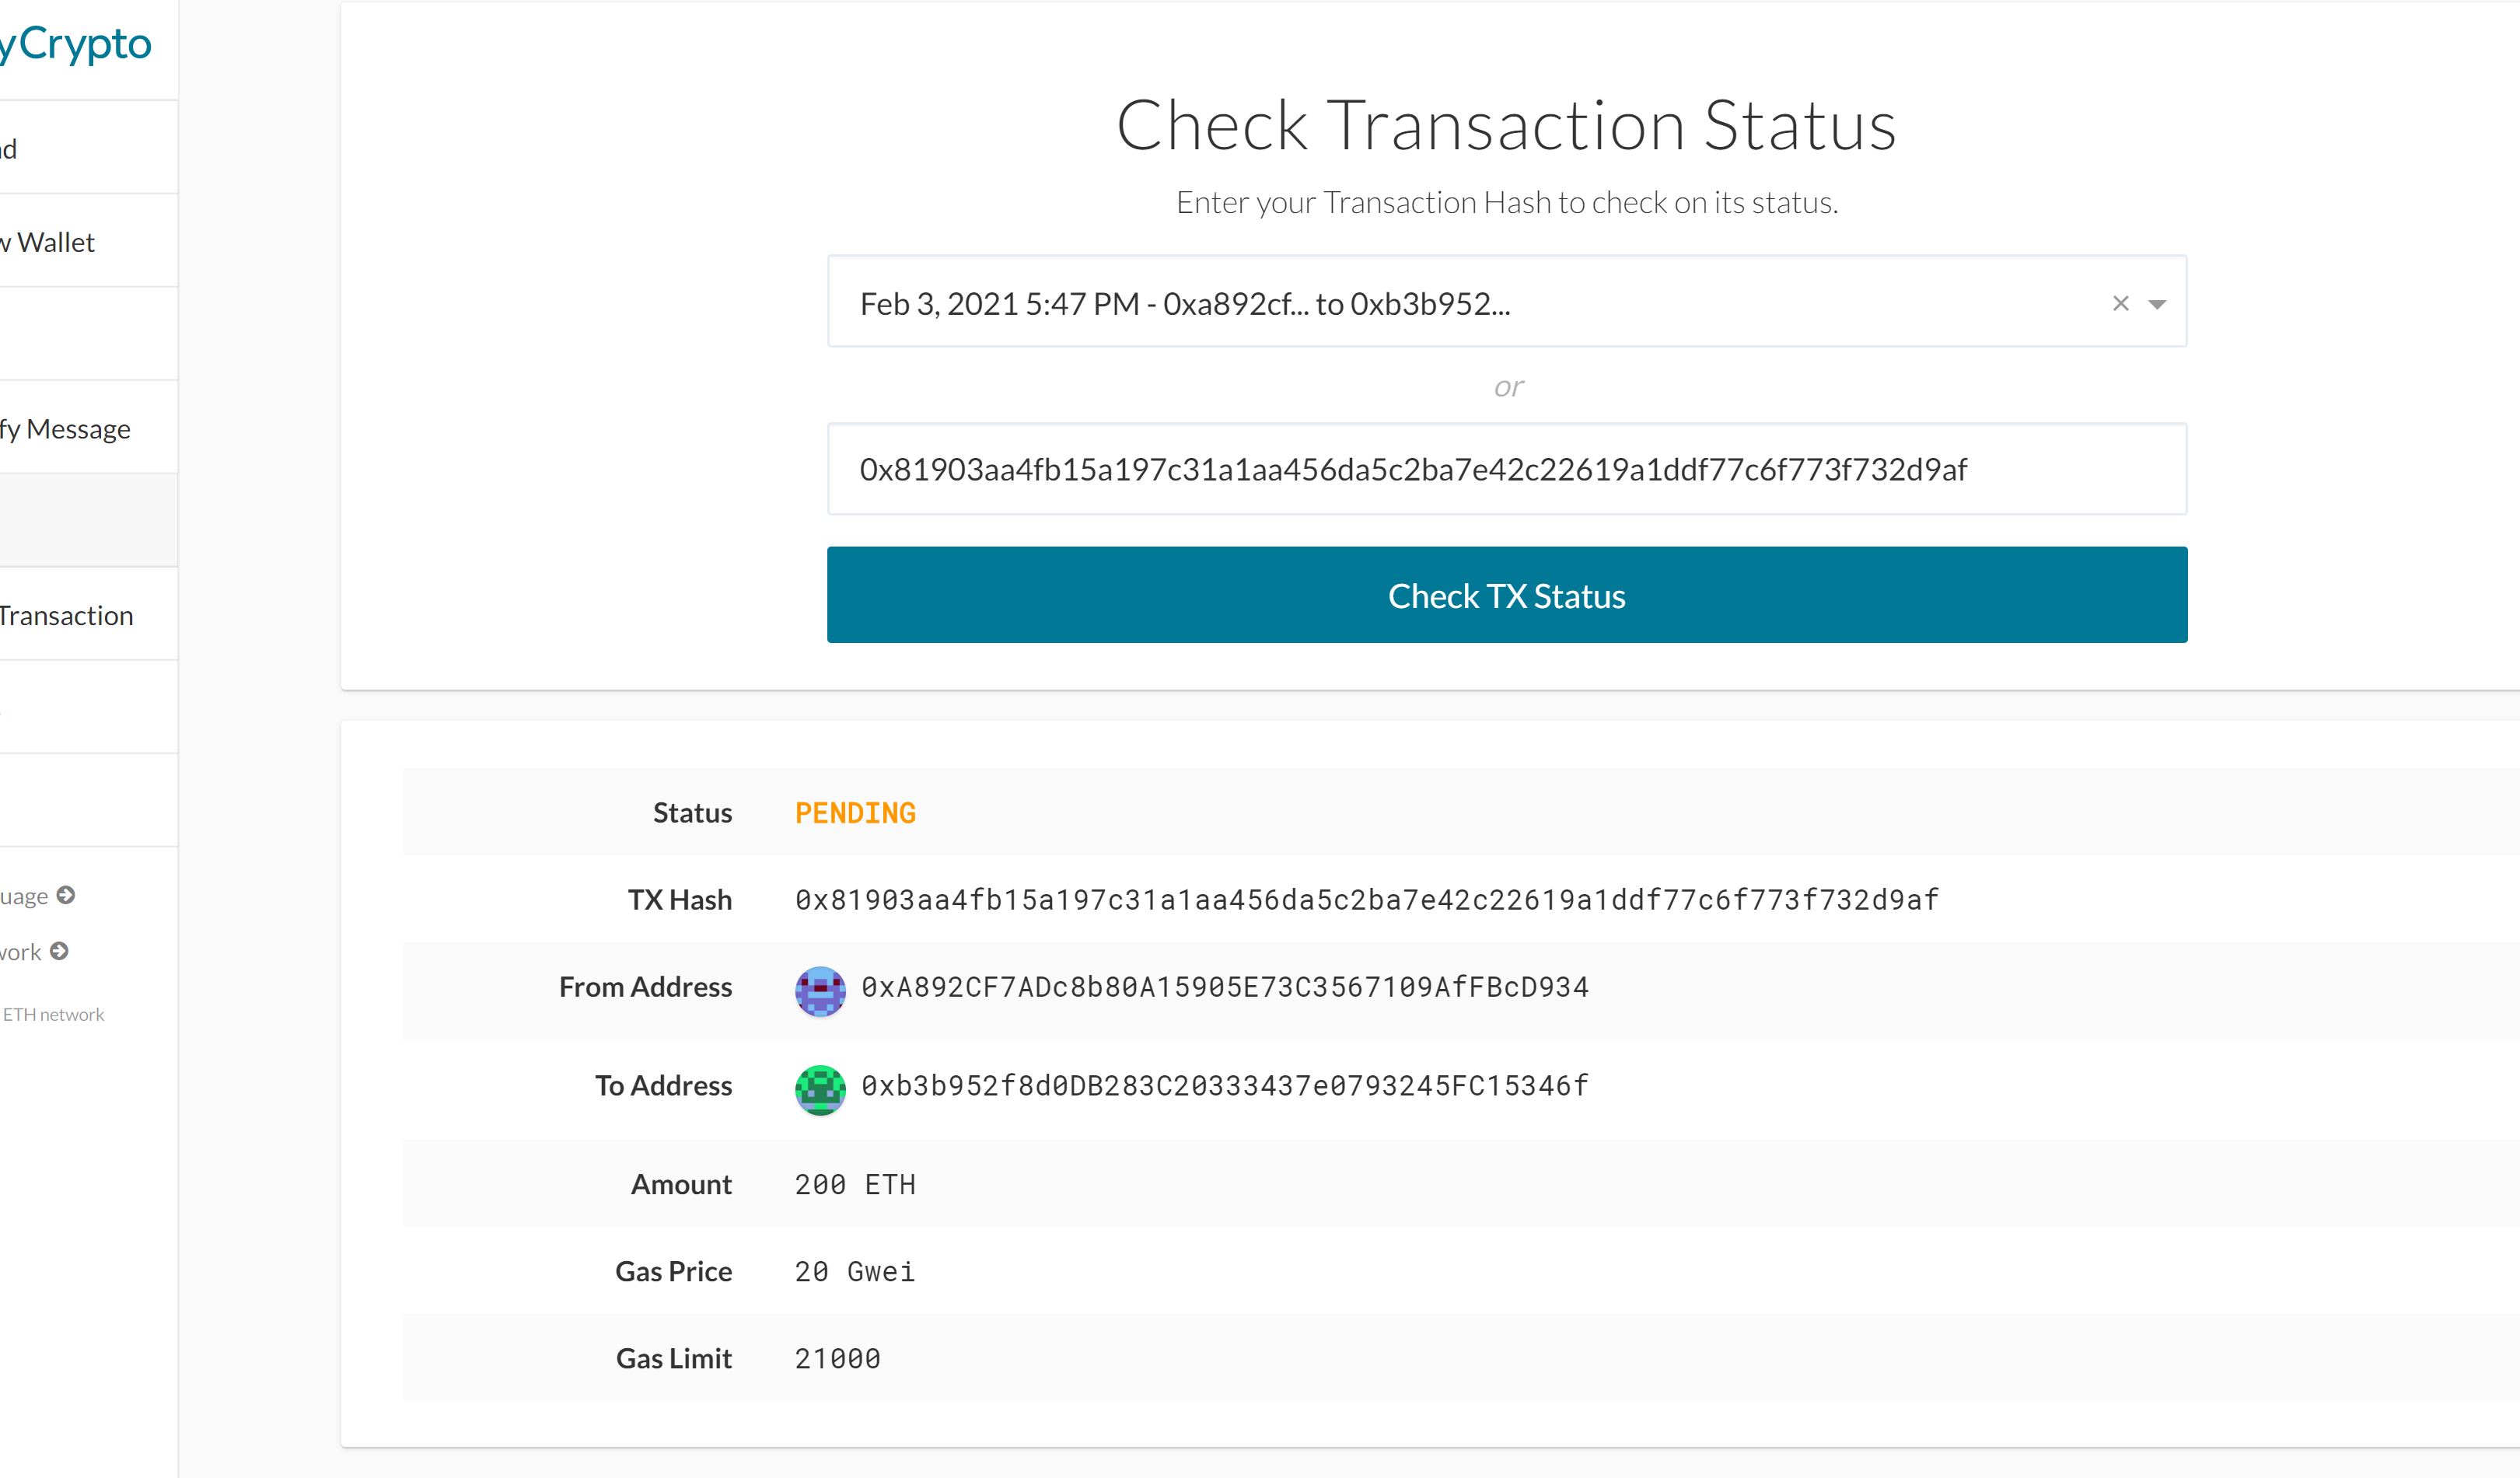 yCrypto
d
w Wallet
fy Message
Transaction
uage
work
ETH network
Check Transaction Status
Enter your Transaction Hash to check on its status.
Feb 3, 2021 5:47 PM - 0xa892cf... to 0xb3b952...
or
0x81903aa4fb15a197c31a1aa456da5c2ba7e42c22619a1ddf77c6f773f732d9af
Check TX Status
Status PENDING
TX Hash 0x81903aa4fb15a197c31a1aa456da5c2ba7e42c22619a1ddf77c6f773f732d9af
From Address 0xA892CF7ADc8b80A15905E73C3567109AfFBcD934
To Address 0xb3b952f8d0DB283C20333437e0793245FC15346f
Amount 200 ETH
Gas Price 20 Gwei
Gas Limit 21000